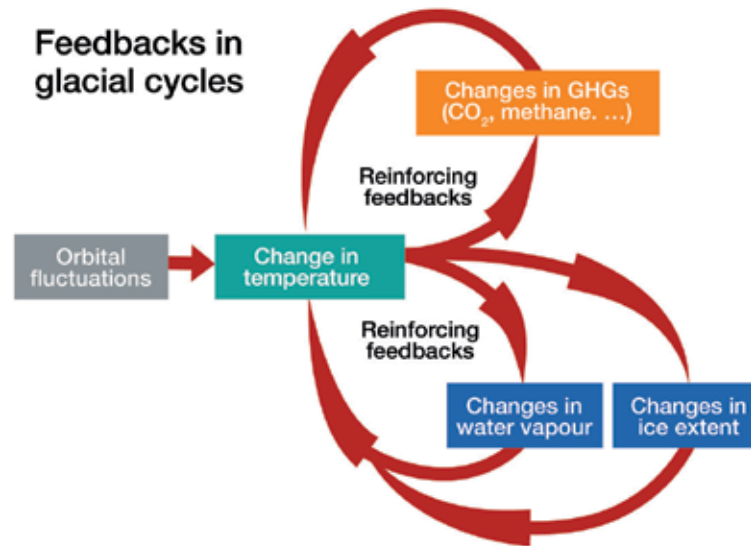 Feedbacks in
glacial cycles
Changes in GHGs
(CO₂, methane. ...)
Reinforcing
feedbacks
Orbital
fluctuations
Change in
temperature
Reinforcing
feedbacks
Changes in
water vapour
Changes in
ice extent